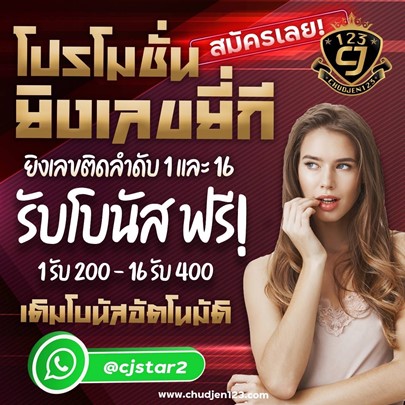 สมัครเลย!
123
CJ
CHUDJEN123
โปรโมชั่น
ยิงเลขยี่กี
ยิงเลขติดลำดับ 1 และ 16
รับโบนัส ฟรี!
1 รับ 200 - 16 รับ 400
เติมโบนัสอัตโนมัติ
@cjstar2
www.chudjen123.com